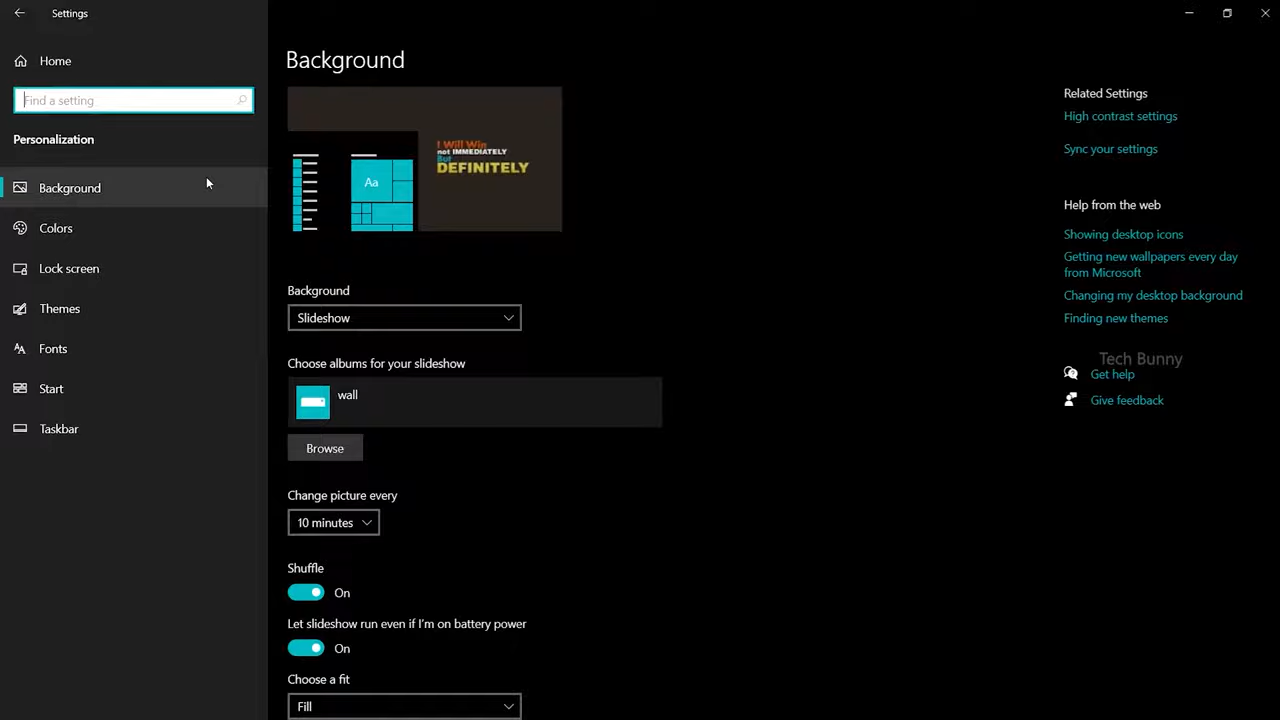 Settings
Home
Find a setting
Personalization
Background
Colors
Lock screen
Themes
Fonts
Start
Taskbar
Background
I Will Win
not IMMEDIATELY
But
DEFINITELY
Aa
Background
Slideshow
Choose albums for your slideshow
wall
Browse
Change picture every
10 minutes
Shuffle
On
Let slideshow run even if I'm on battery power
On
Choose a fit
Fill
Related Settings
High contrast settings
Sync your settings
Help from the web
Showing desktop icons
Getting new wallpapers every day
from Microsoft
Changing my desktop background
Finding new themes
Tech Bunny
Get help
Give feedback